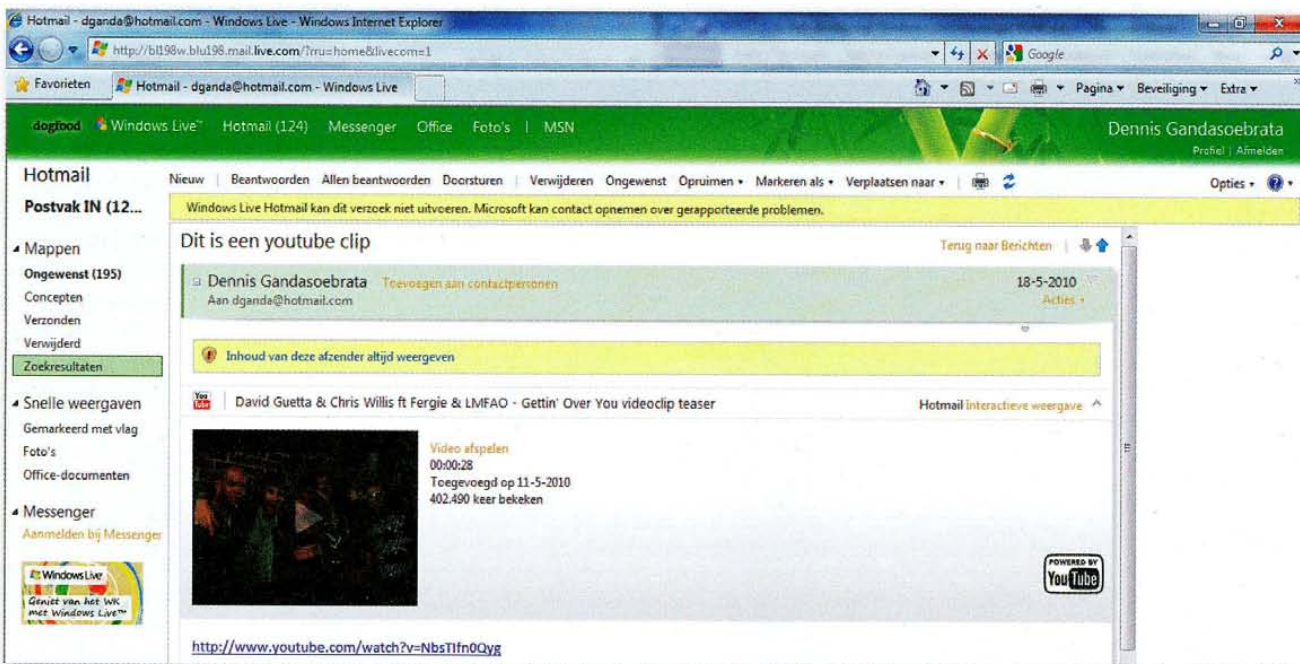 Hotmail - dganda@hotmail.com - Windows Live - Windows Internet Explorer
http://bl198w.blu198.mail.live.com/?rru=home&livecom=1
Google
Favorieten
Hotmail - dganda@hotmail.com - Windows Live
Pagina
Beveiliging
Extra
dogfood Windows Live™ Hotmail (124) Messenger Office Foto's | MSN
Dennis Gandasoebrata
Profiel | Afmelden
Hotmail
Nieuw | Beantwoorden Allen beantwoorden Doorsturen | Verwijderen Ongewenst Opruimen Markeren als Verplaatsen naar |
Opties
Postvak IN (12...
Windows Live Hotmail kan dit verzoek niet uitvoeren. Microsoft kan contact opnemen over gerapporteerde problemen.
Mappen
Ongewenst (195)
Concepten
Verzonden
Verwijderd
Zoekresultaten
Snelle weergaven
Gemarkeerd met vlag
Foto's
Office-documenten
Messenger
Aanmelden bij Messenger
Windows Live
Geniet van het WK
met Windows Live™
Dit is een youtube clip
Terug naar Berichten |
Dennis Gandasoebrata Toevoegen aan contactpersonen
18-5-2010
Aan dganda@hotmail.com
Acties
Inhoud van deze afzender altijd weergeven
You Tube
David Guetta & Chris Willis ft Fergie & LMFAO - Gettin' Over You videoclip teaser
Hotmail Interactieve weergave
Video afspelen
00:00:28
Toegevoegd op 11-5-2010
402.490 keer bekeken
POWERED BY
YouTube
http://www.youtube.com/watch?v=NbsTIfn0Qyg